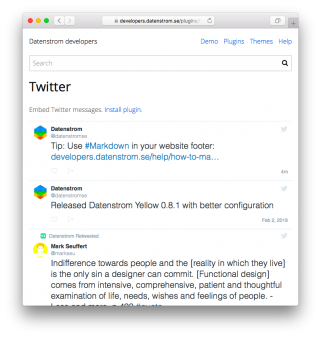 developers.datenstrom.se/plugins
Datenstrom developers
Demo Plugins Themes Help
Search
Twitter
Embed Twitter messages. Install plugin.
Datenstrom
@datenstromse
Tip: Use #Markdown in your website footer:
developers.datenstrom.se/help/how-to-ma…
4m
Datenstrom
@datenstromse
Released Datenstrom Yellow 0.8.1 with better configuration
Feb 2, 2018
Datenstrom Retweeted
Mark Seuffert
@markseu
Indifference towards people and the [reality in which they live]
is the only sin a designer can commit. [Functional design]
comes from intensive, comprehensive, patient and thoughtful
examination of life, needs, wishes and feelings of people. -